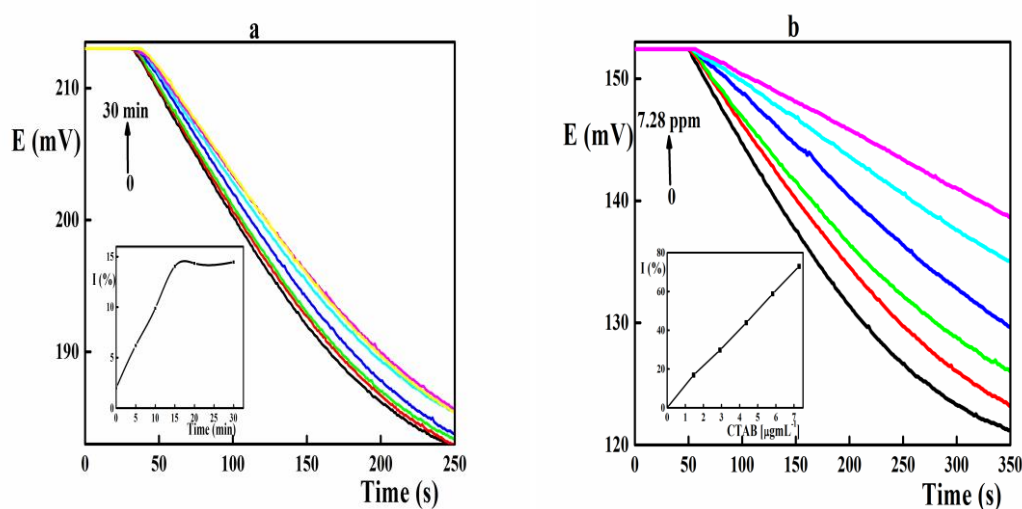 a
E (mV)
210
200
190
30 min
0
I (%)
15
10
5
0
0 5 10 15 20 25 30
Time (min)
0 50 100 150 200 250
Time (s)
b
E (mV)
150
140
130
120
7.28 ppm
0
I (%)
80
60
40
20
0
0 1 2 3 4 5 6 7
CTAB [µgmL⁻¹]
0 50 100 150 200 250 300 350
Time (s)